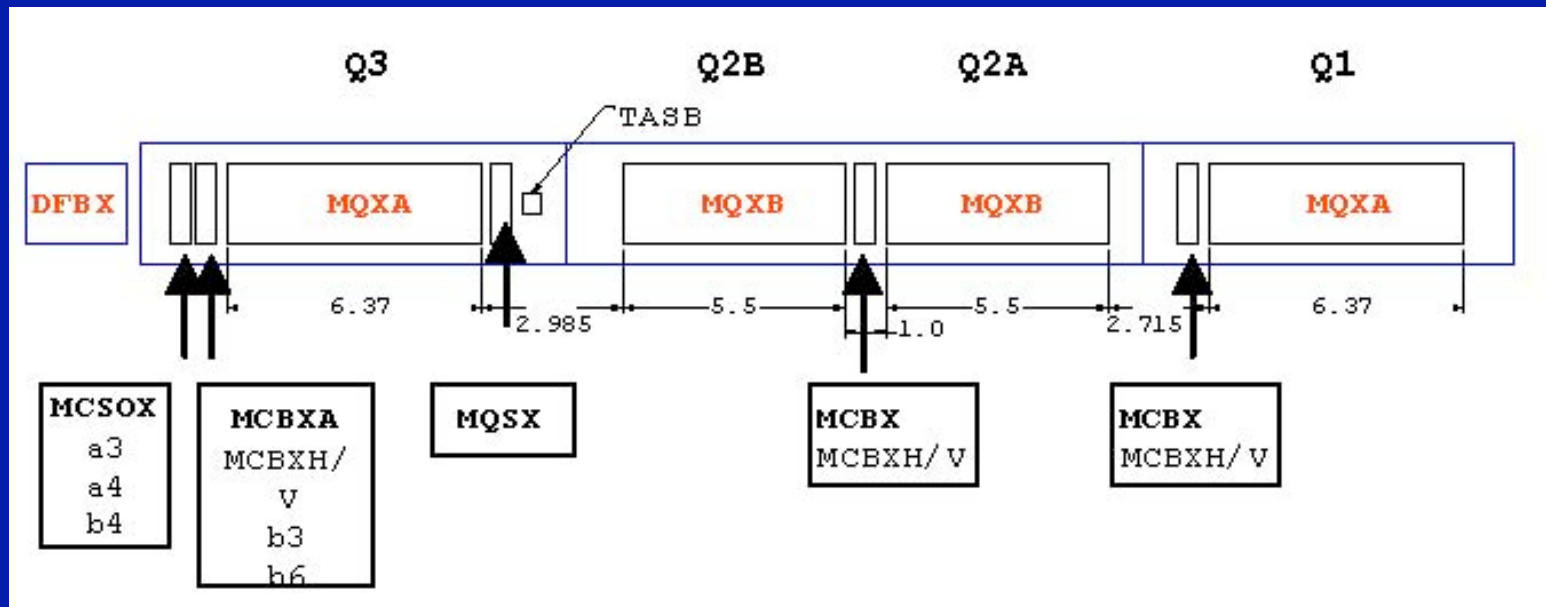 Q3 Q2B Q2A Q1
TASB
DFBX MQXA MQXB MQXB MQXA
6.37 2.985 5.5 1.0 5.5 2.715 6.37
MCSOX
a3
a4
b4
MCBXA
MCBXH/
V
b3
b6
MQSX
MCBX
MCBXH/V
MCBX
MCBXH/V